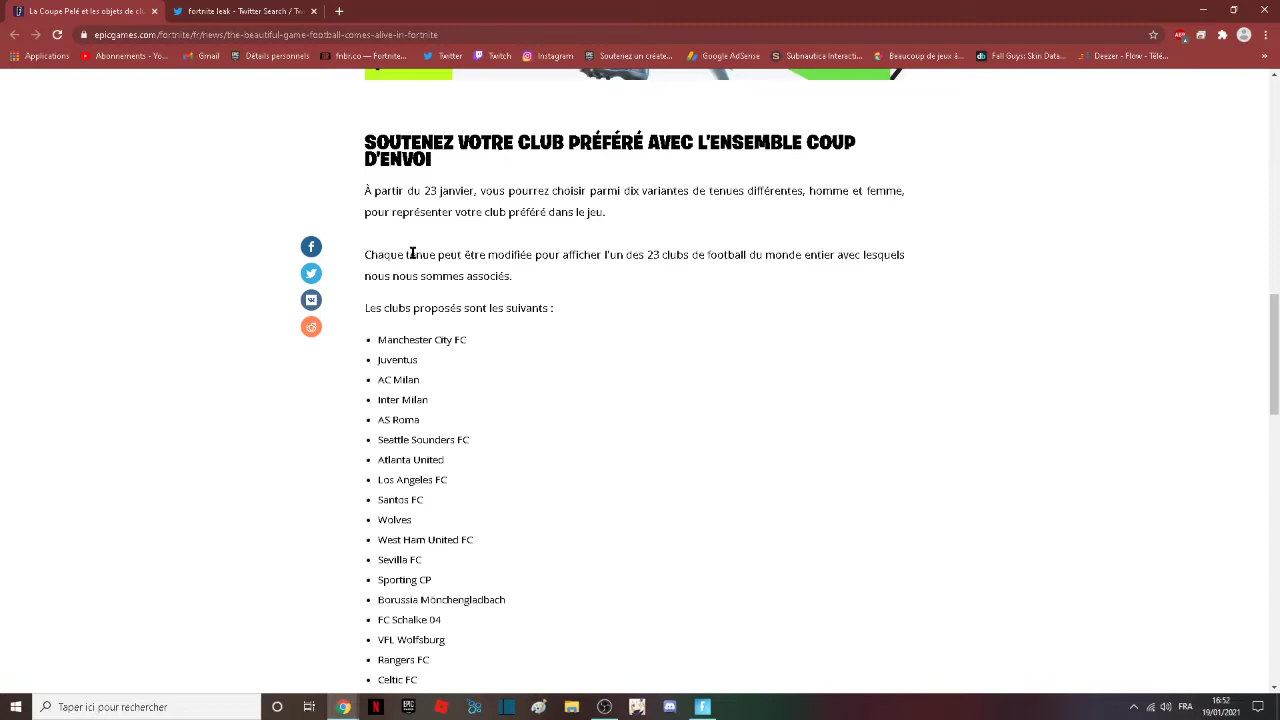 La Coupe Pelé et les objets de clu
fortnite leak - Twitter Search / Tw
epicgames.com/fortnite/fr/news/the-beautiful-game-football-comes-alive-in-fortnite
Applications
Abonnements - Yo...
Gmail
Détails personnels
fnbr.co — Fortnite...
Twitter
Twitch
Instagram
Soutenez un créate...
Google AdSense
Subnautica Interacti...
Beaucoup de jeux à...
Fall Guys: Skin Data...
Deezer - Flow - Télé...
SOUTENEZ VOTRE CLUB PRÉFÉRÉ AVEC L'ENSEMBLE COUP
D'ENVOI
À partir du 23 janvier, vous pourrez choisir parmi dix variantes de tenues différentes, homme et femme,
pour représenter votre club préféré dans le jeu.
Chaque tenue peut être modifiée pour afficher l'un des 23 clubs de football du monde entier avec lesquels
nous nous sommes associés.
Les clubs proposés sont les suivants :
Manchester City FC
Juventus
AC Milan
Inter Milan
AS Roma
Seattle Sounders FC
Atlanta United
Los Angeles FC
Santos FC
Wolves
West Ham United FC
Sevilla FC
Sporting CP
Borussia Mönchengladbach
FC Schalke 04
VFL Wolfsburg
Rangers FC
Celtic FC
Taper ici pour rechercher
FRA
16:52
19/01/2021